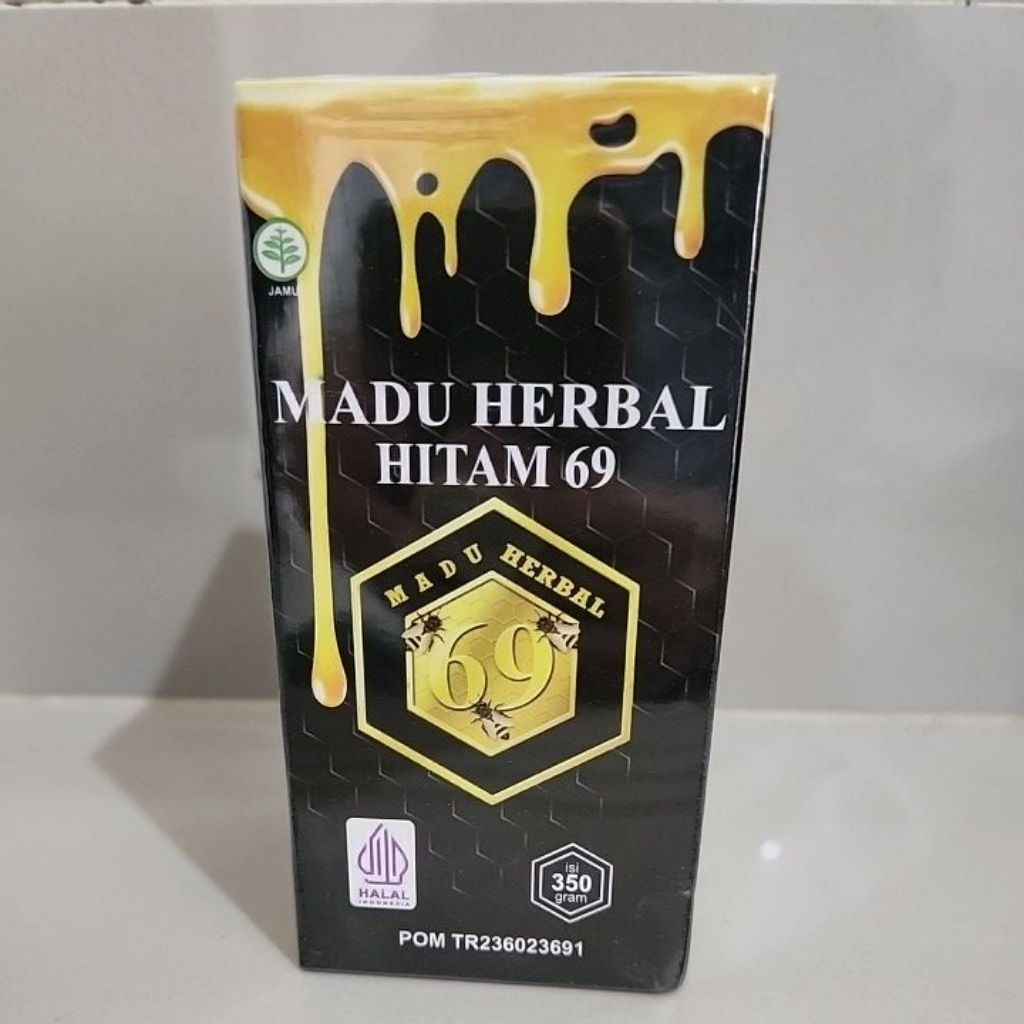 JAMU
MADU HERBAL
HITAM 69
MADU HERBAL
69
HALAL
INDONESIA
isi
350
gram
POM TR236023691